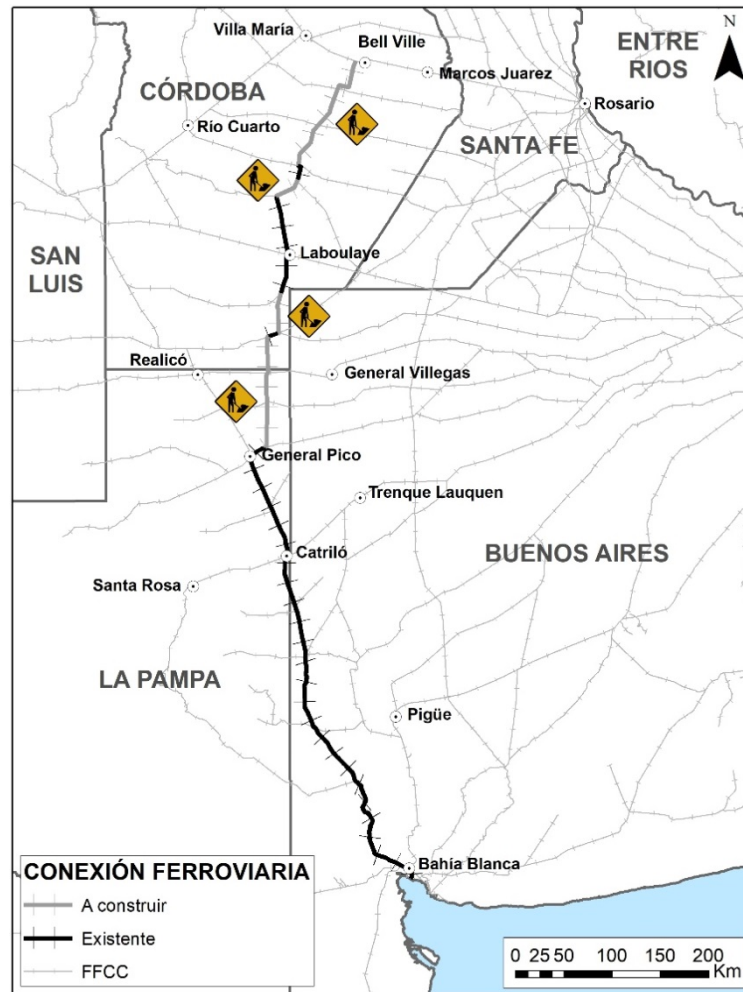 Villa María
Bell Ville
ENTRE
RIOS
N
Marcos Juarez
CÓRDOBA
Rosario
Río Cuarto
SANTA FE
SAN
LUIS
Laboulaye
Realicó
General Villegas
General Pico
Trenque Lauquen
Catriló
BUENOS AIRES
Santa Rosa
LA PAMPA
Pigüe
Bahía Blanca
CONEXIÓN FERROVIARIA
A construir
Existente
FFCC
0 25 50 100 150 200
Km